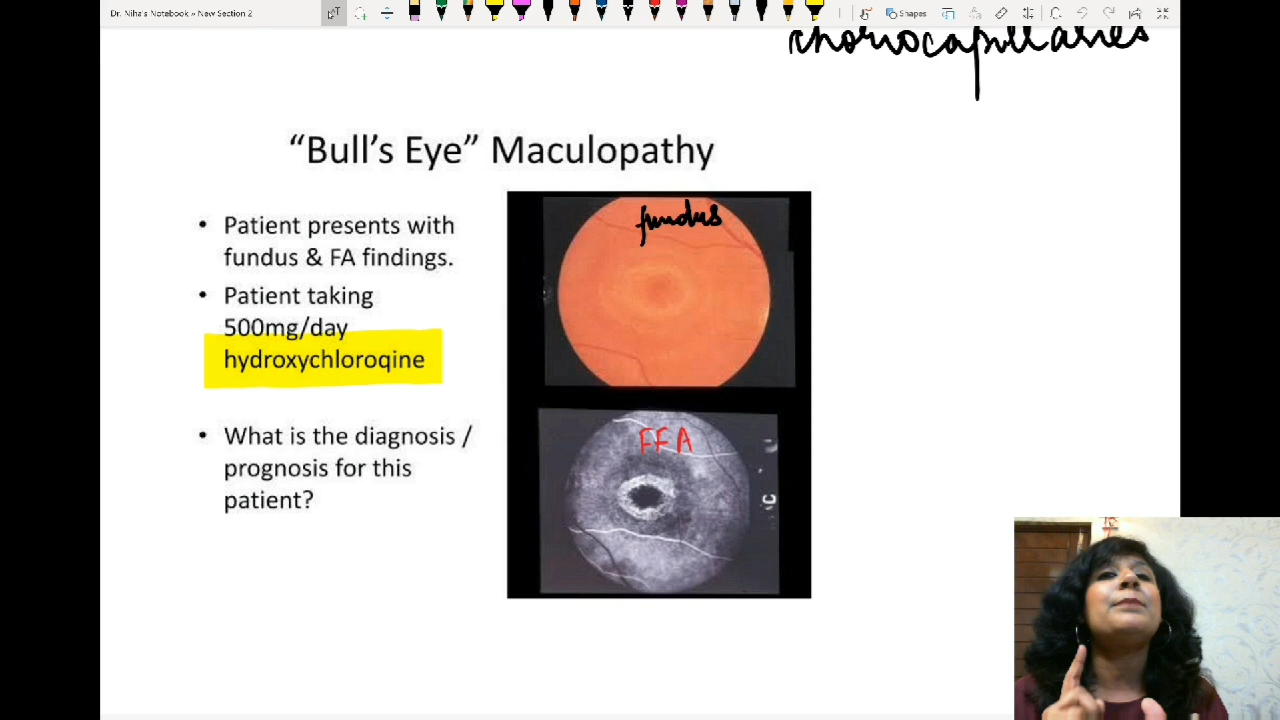 Dr. Niha's Notebook » New Section 2
Shapes
choriocapillaries
“Bull’s Eye” Maculopathy
• Patient presents with
fundus & FA findings.
• Patient taking
500mg/day
hydroxychloroqine
• What is the diagnosis /
prognosis for this
patient?
fundus
FFA